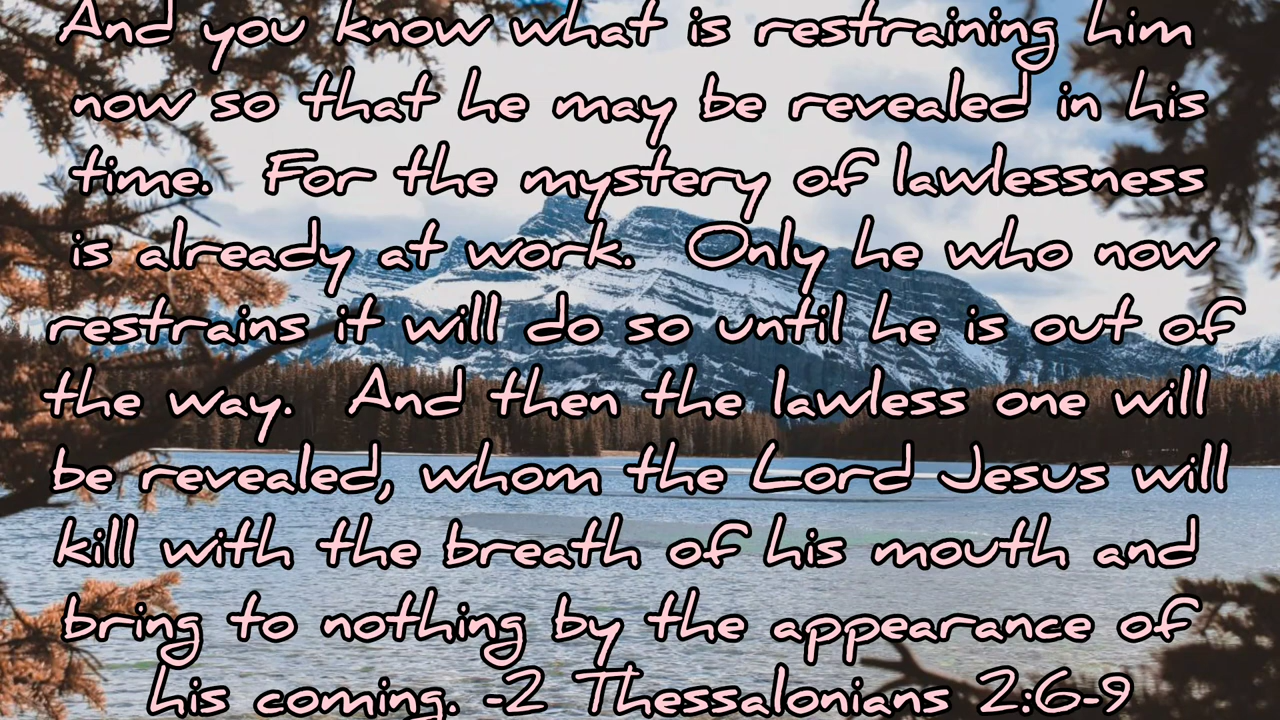 And you know what is restraining him
now so that he may be revealed in his
time. For the mystery of lawlessness
is already at work. Only he who now
restrains it will do so until he is out of
the way. And then the lawless one will
be revealed, whom the Lord Jesus will
kill with the breath of his mouth and
bring to nothing by the appearance of
his coming. -2 Thessalonians 2:6-9